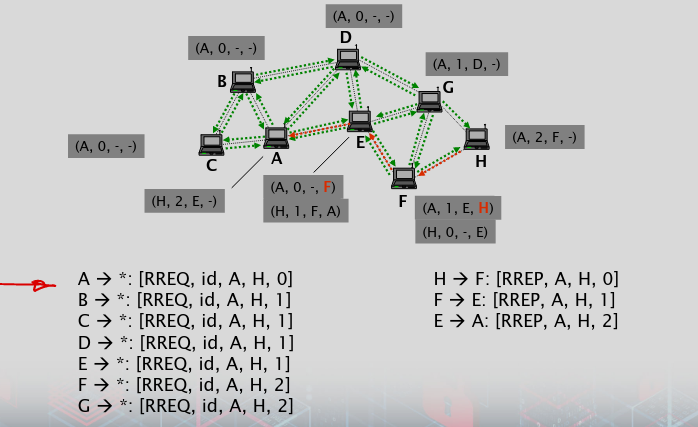 (A, 0, -, -)
D
(A, 0, -, -)
B
(A, 1, D, -)
G
(A, 0, -, -)
C
A
E
H
(A, 2, F, -)
(H, 2, E, -)
(A, 0, -, F)
(H, 1, F, A)
F
(A, 1, E, H)
(H, 0, -, E)
A → *: [RREQ, id, A, H, 0]
B → *: [RREQ, id, A, H, 1]
C → *: [RREQ, id, A, H, 1]
D → *: [RREQ, id, A, H, 1]
E → *: [RREQ, id, A, H, 1]
F → *: [RREQ, id, A, H, 2]
G → *: [RREQ, id, A, H, 2]
H → F: [RREP, A, H, 0]
F → E: [RREP, A, H, 1]
E → A: [RREP, A, H, 2]